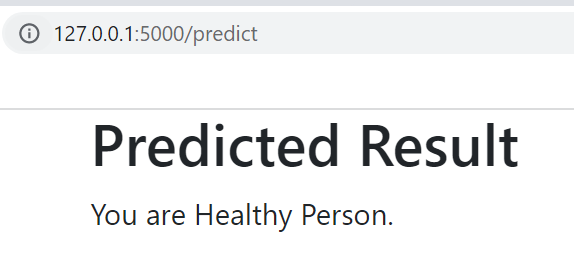 127.0.0.1:5000/predict
Predicted Result
You are Healthy Person.